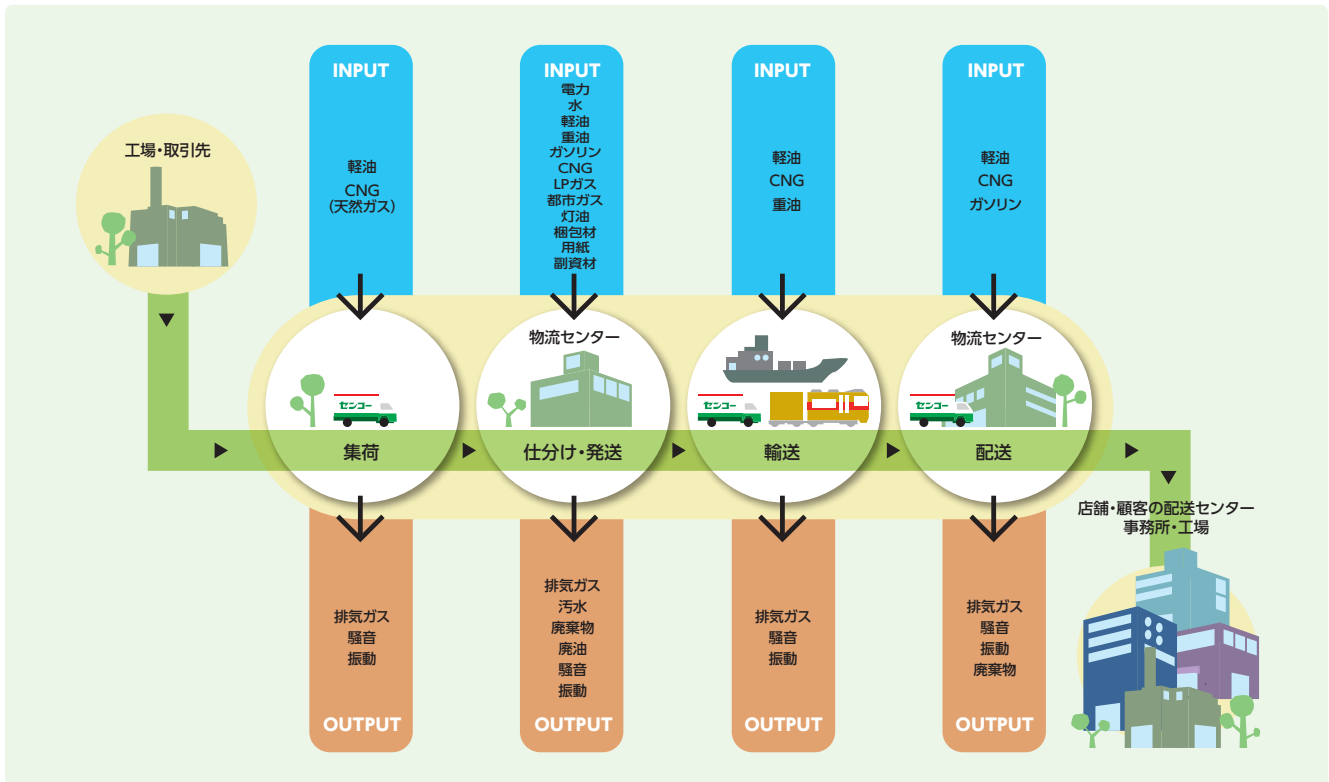 工場・取引先
INPUT
軽油
CNG
(天然ガス)
INPUT
電力
水
軽油
重油
ガソリン
CNG
LPガス
都市ガス
灯油
梱包材
用紙
副資材
INPUT
軽油
CNG
重油
INPUT
軽油
CNG
ガソリン
センコー
集荷
物流センター
仕分け・発送
センコー
輸送
物流センター
センコー
配送
店舗・顧客の配送センター
事務所・工場
排気ガス
騒音
振動
OUTPUT
排気ガス
汚水
廃棄物
廃油
騒音
振動
OUTPUT
排気ガス
騒音
振動
OUTPUT
排気ガス
騒音
振動
廃棄物
OUTPUT